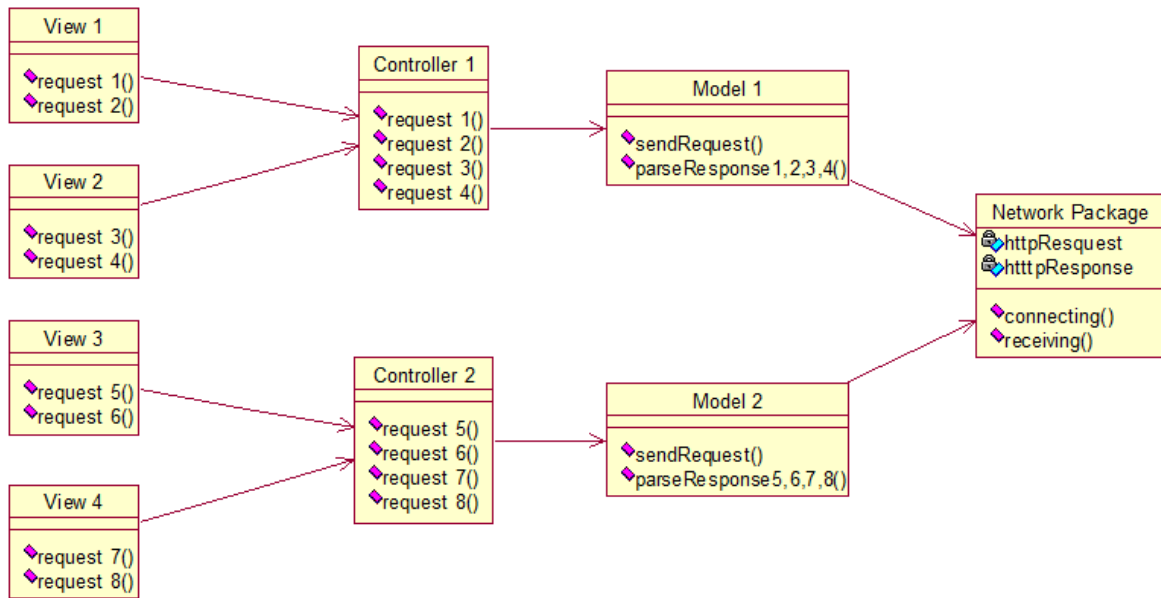 View 1
request 1()
request 2()
View 2
request 3()
request 4()
View 3
request 5()
request 6()
View 4
request 7()
request 8()
Controller 1
request 1()
request 2()
request 3()
request 4()
Controller 2
request 5()
request 6()
request 7()
request 8()
Model 1
sendRequest()
parseResponse1,2,3,4()
Model 2
sendRequest()
parseResponse5,6,7,8()
Network Package
httpResquest
htttpResponse
connecting()
receiving()